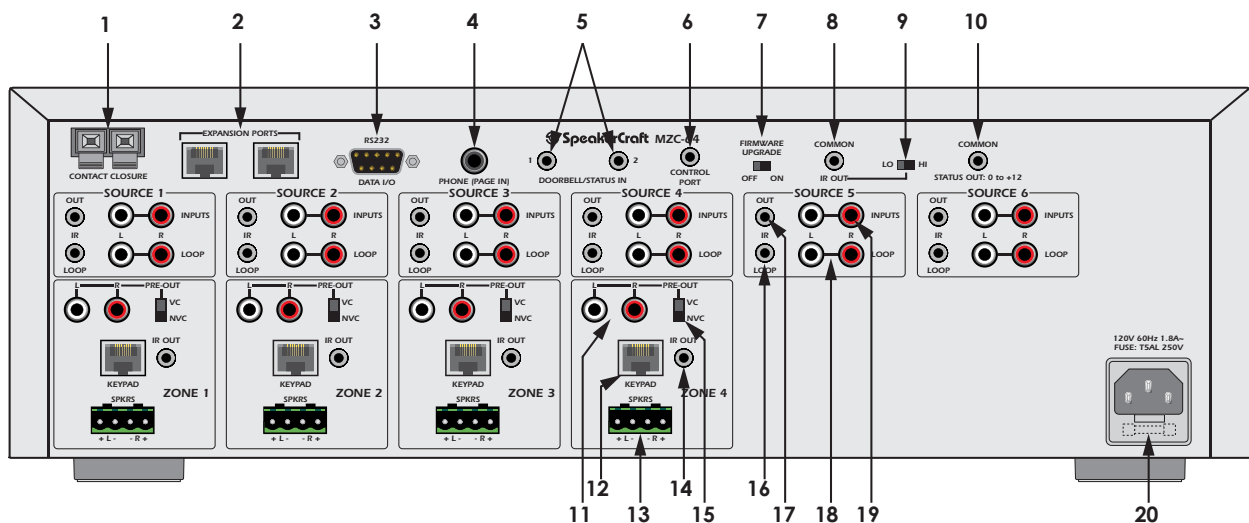 1 2 3 4 5 6 7 8 9 10
EXPANSION PORTS
RS232
SpeakerCraft MZC-64
FIRMWARE UPGRADE
COMMON
LO HI
COMMON
CONTACT CLOSURE
DATA I/O
PHONE (PAGE IN)
1 2
DOORBELL/STATUS IN
CONTROL PORT
OFF ON
IR OUT
STATUS OUT: 0 to +12
SOURCE 1
OUT
INPUTS
IR L R
LOOP
LOOP
SOURCE 2
OUT
INPUTS
IR L R
LOOP
LOOP
SOURCE 3
OUT
INPUTS
IR L R
LOOP
LOOP
SOURCE 4
OUT
INPUTS
IR L R
LOOP
LOOP
SOURCE 5
OUT
INPUTS
IR L R
LOOP
LOOP
SOURCE 6
OUT
INPUTS
IR L R
LOOP
LOOP
L R PRE-OUT
VC
NVC
IR OUT
KEYPAD
ZONE 1
SPKRS
+ L - - R +
L R PRE-OUT
VC
NVC
IR OUT
KEYPAD
ZONE 2
SPKRS
+ L - - R +
L R PRE-OUT
VC
NVC
IR OUT
KEYPAD
ZONE 3
SPKRS
+ L - - R +
L R PRE-OUT
VC
NVC
IR OUT
KEYPAD
ZONE 4
SPKRS
+ L - - R +
120V 60Hz 1.8A~
FUSE: T5AL 250V
11 12 13 14 15 16 17 18 19 20